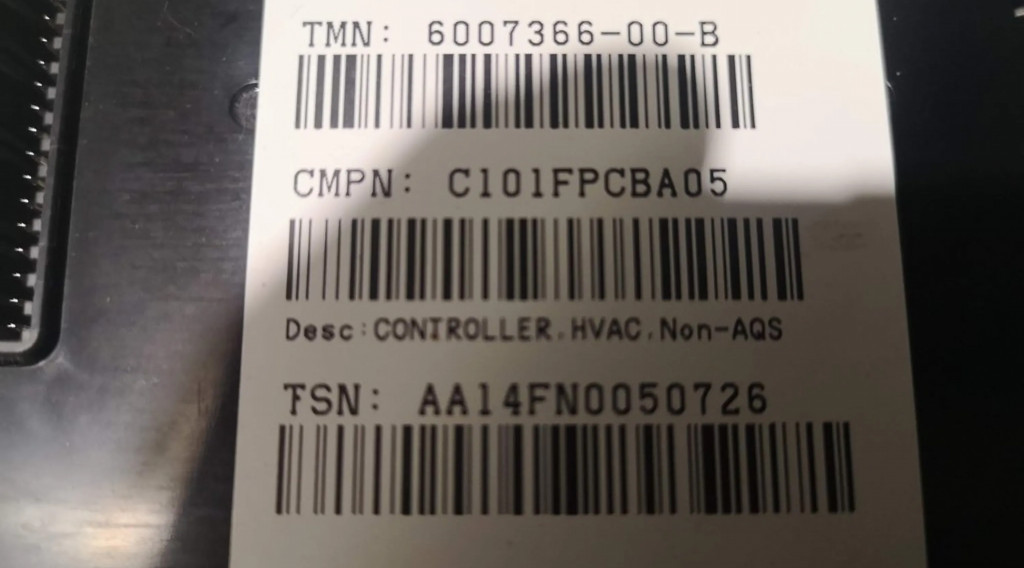 TMN: 6007366-00-B
CMPN: C101FPCBA05
Desc:CONTROLLER,HVAC,Non-AQS
TSN: AA14FN0050726